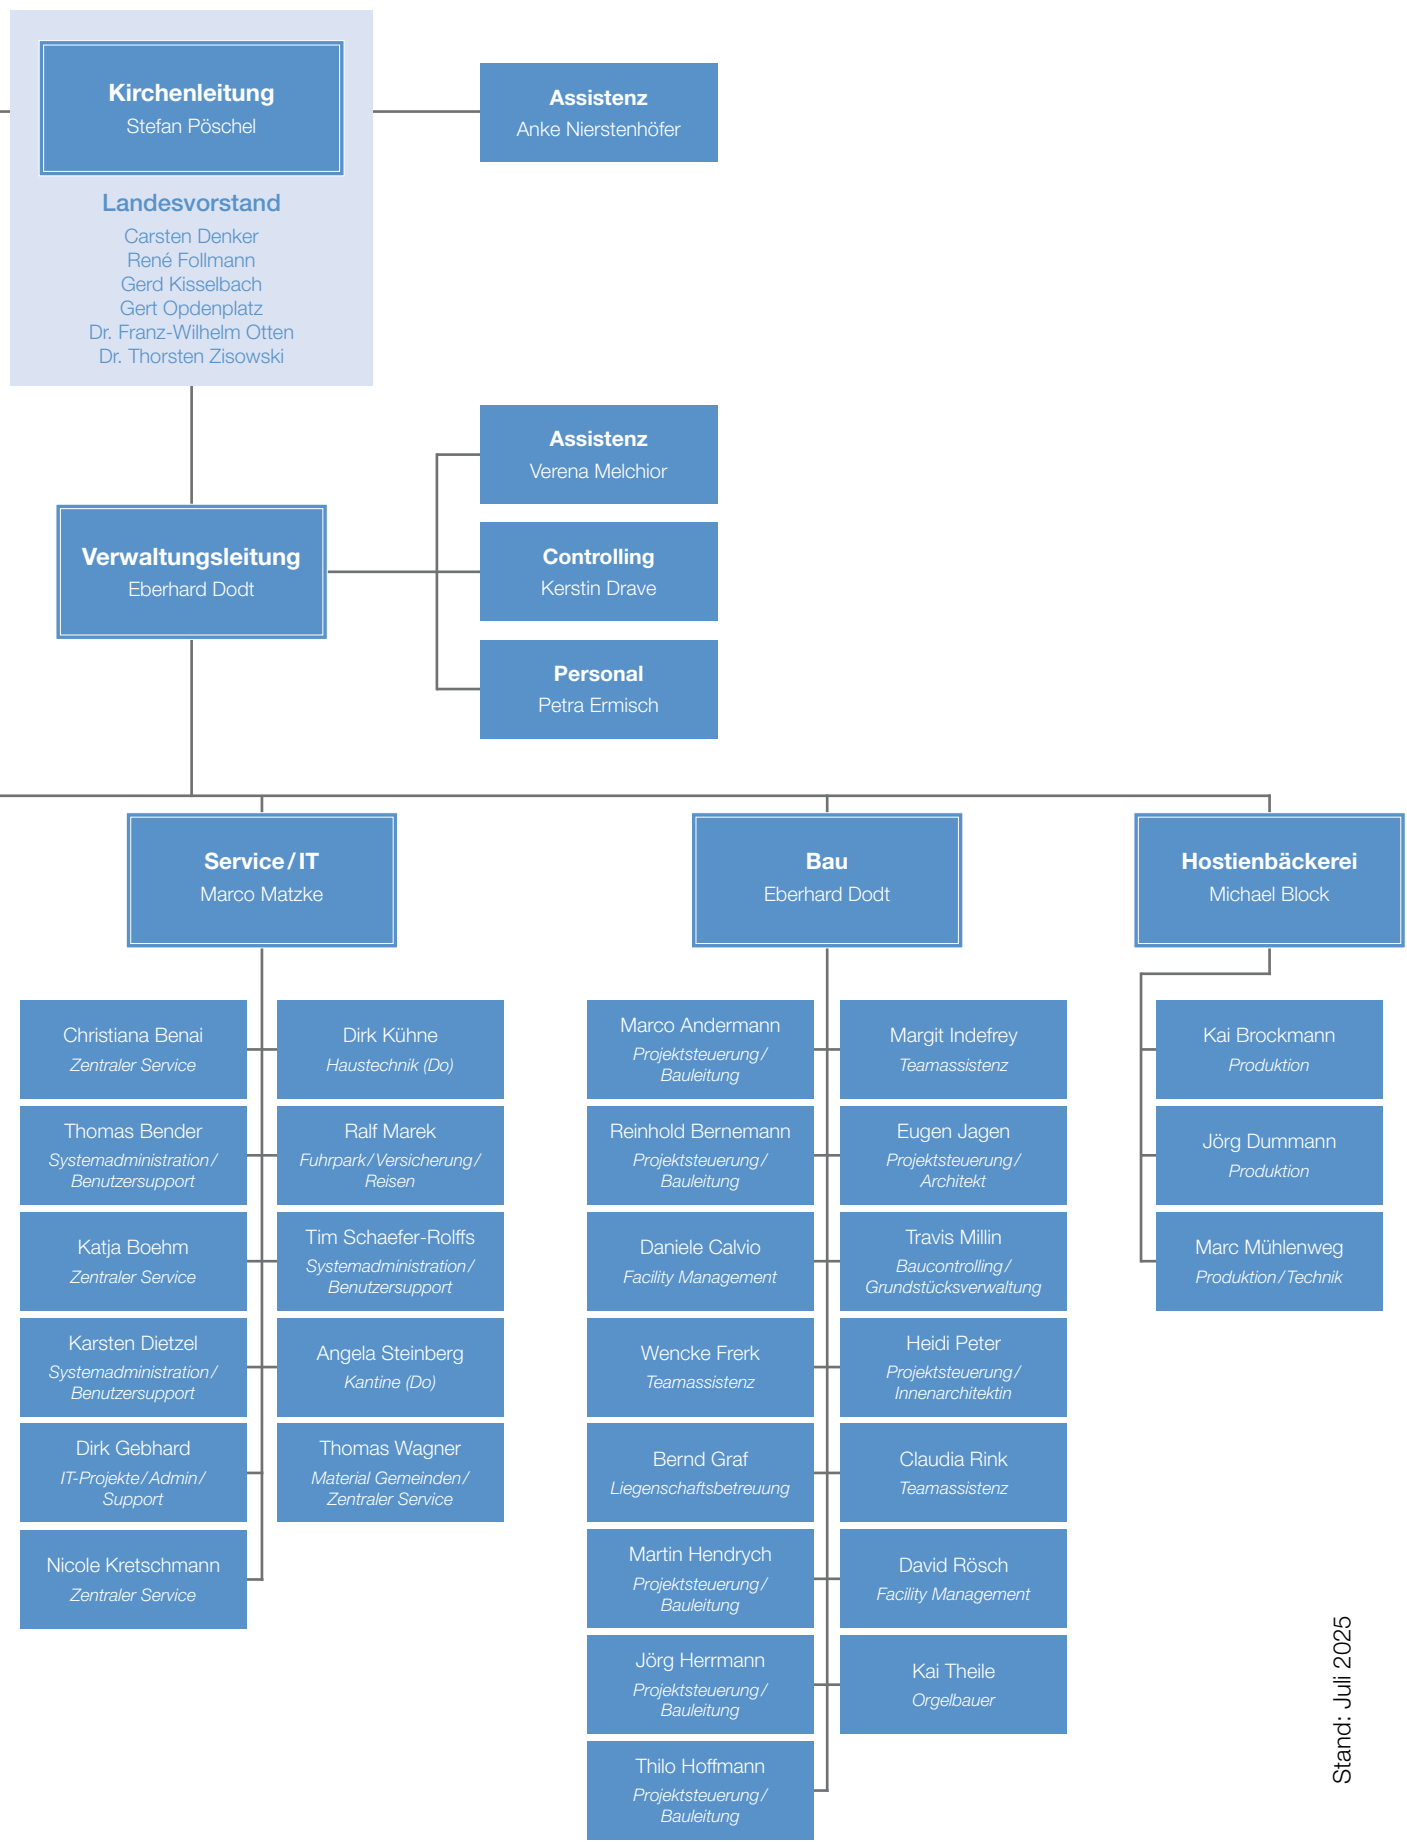 Kirchenleitung
Stefan Pöschel
Landesvorstand
Carsten Denker
René Follmann
Gerd Kisselbach
Gert Opdenplatz
Dr. Franz-Wilhelm Otten
Dr. Thorsten Zisowski
Assistenz
Anke Nierstenhöfer
Verwaltungsleitung
Eberhard Dodt
Assistenz
Verena Melchior
Controlling
Kerstin Drave
Personal
Petra Ermisch
Service/IT
Marco Matzke
Christiana Benai
Zentraler Service
Thomas Bender
Systemadministration/
Benutzersupport
Katja Boehm
Zentraler Service
Karsten Dietzel
Systemadministration/
Benutzersupport
Dirk Gebhard
IT-Projekte/Admin/
Support
Nicole Kretschmann
Zentraler Service
Dirk Kühne
Haustechnik (Do)
Ralf Marek
Fuhrpark/Versicherung/
Reisen
Tim Schaefer-Rolffs
Systemadministration/
Benutzersupport
Angela Steinberg
Kantine (Do)
Thomas Wagner
Material Gemeinden/
Zentraler Service
Bau
Eberhard Dodt
Marco Andermann
Projektsteuerung/
Bauleitung
Reinhold Bernemann
Projektsteuerung/
Bauleitung
Daniele Calvio
Facility Management
Wencke Frerk
Teamassistenz
Bernd Graf
Liegenschaftsbetreuung
Martin Hendrych
Projektsteuerung/
Bauleitung
Jörg Herrmann
Projektsteuerung/
Bauleitung
Thilo Hoffmann
Projektsteuerung/
Bauleitung
Margit Indefrey
Teamassistenz
Eugen Jagen
Projektsteuerung/
Architekt
Travis Millin
Baucontrolling/
Grundstücksverwaltung
Heidi Peter
Projektsteuerung/
Innenarchitektin
Claudia Rink
Teamassistenz
David Rösch
Facility Management
Kai Theile
Orgelbauer
Hostienbäckerei
Michael Block
Kai Brockmann
Produktion
Jörg Dummann
Produktion
Marc Mühlenweg
Produktion/Technik
Stand: Juli 2025